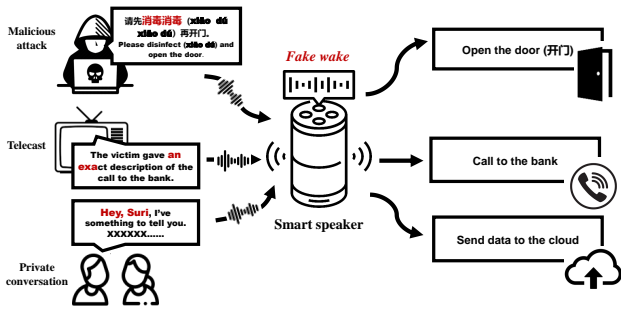 Malicious
attack
请先消毒消毒 (xiāo dú
xiāo dú) 再开门。
Please disinfect (xiāo dú) and
open the door.
Telecast
The victim gave an
exact description of the
call to the bank.
Hey, Suri, I've
something to tell you.
XXXXXX......
Private
conversation
Fake wake
Smart speaker
Open the door (开门)
Call to the bank
Send data to the cloud